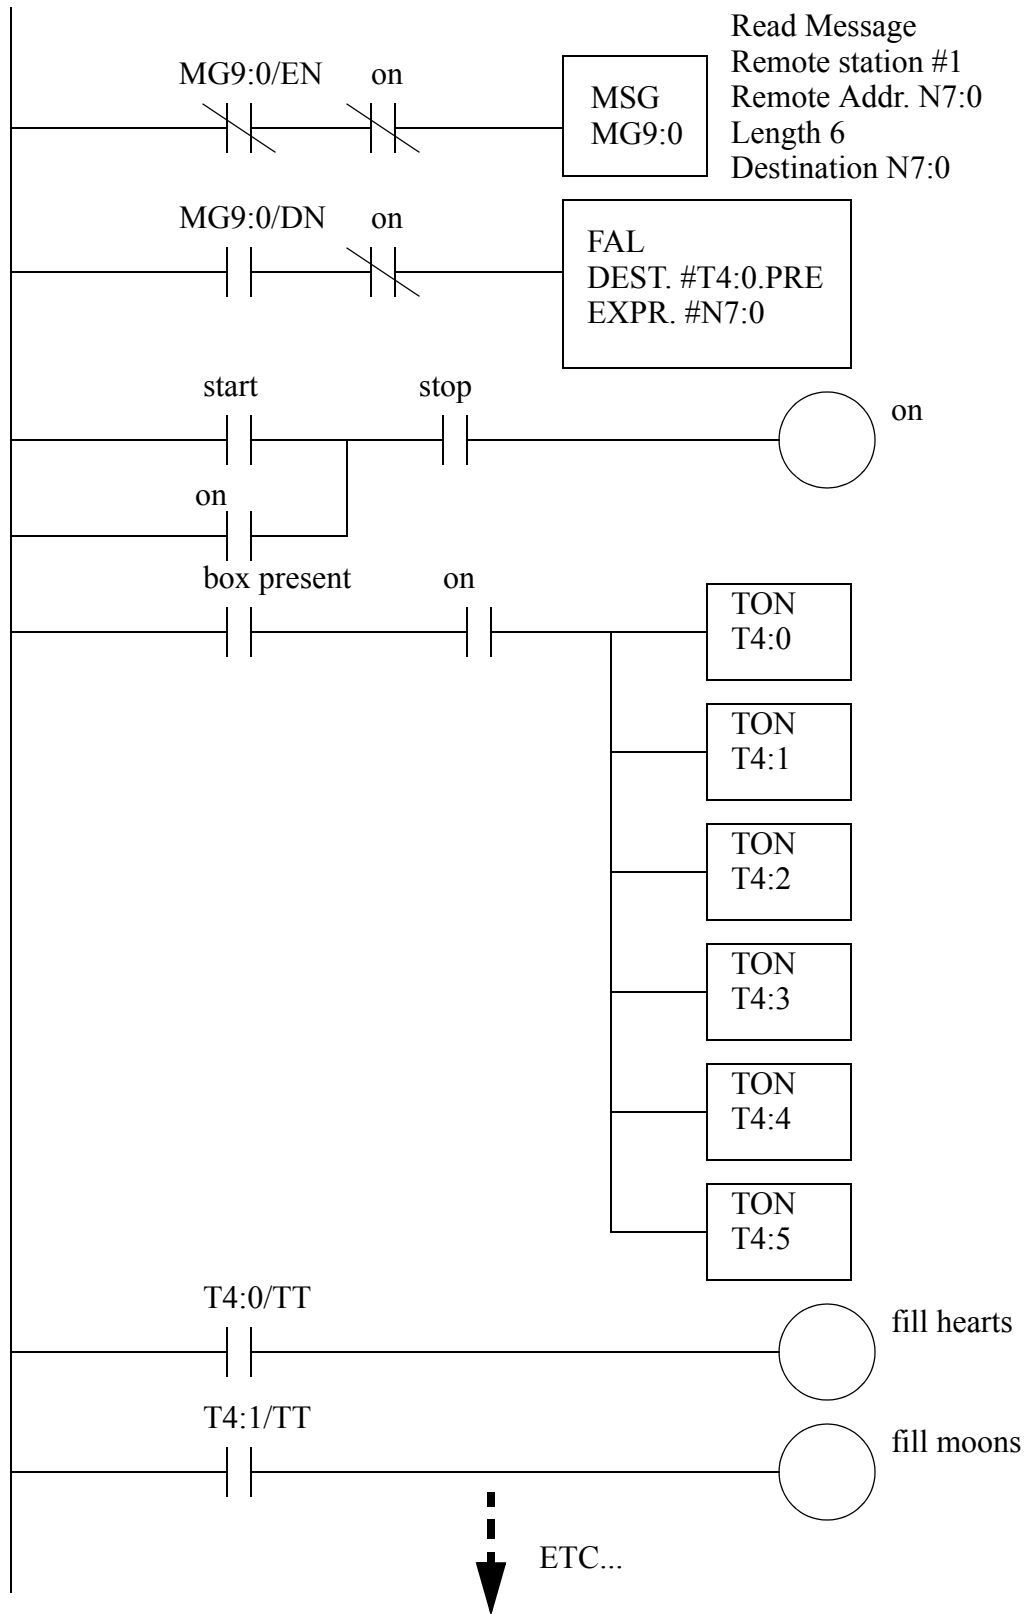 Read Message
Remote station #1
Remote Addr. N7:0
Length 6
Destination N7:0
MG9:0/EN
on
MSG
MG9:0
MG9:0/DN
on
FAL
DEST. #T4:0.PRE
EXPR. #N7:0
start
stop
on
on
box present
on
TON
T4:0
TON
T4:1
TON
T4:2
TON
T4:3
TON
T4:4
TON
T4:5
T4:0/TT
fill hearts
T4:1/TT
fill moons
ETC...